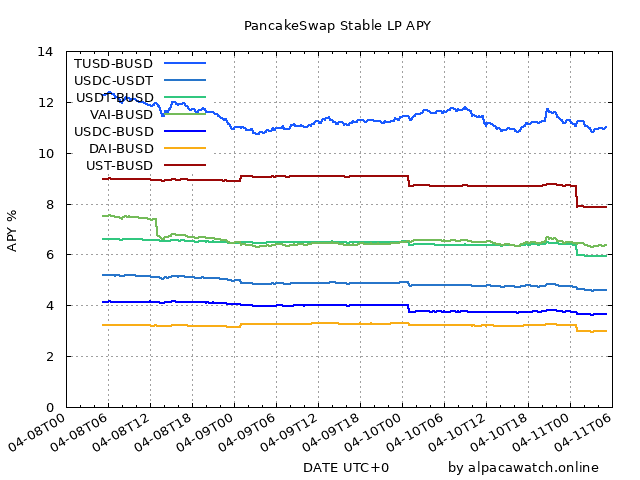 PancakeSwap Stable LP APY
14
12
10
8
6
4
2
0
APY %
TUSD-BUSD
USDC-USDT
USDT-BUSD
VAI-BUSD
USDC-BUSD
DAI-BUSD
UST-BUSD
04-08T00
04-08T06
04-08T12
04-08T18
04-09T00
04-09T06
04-09T12
04-09T18
04-10T00
04-10T06
04-10T12
04-10T18
04-11T00
04-11T06
DATE UTC+0
by alpacawatch.online